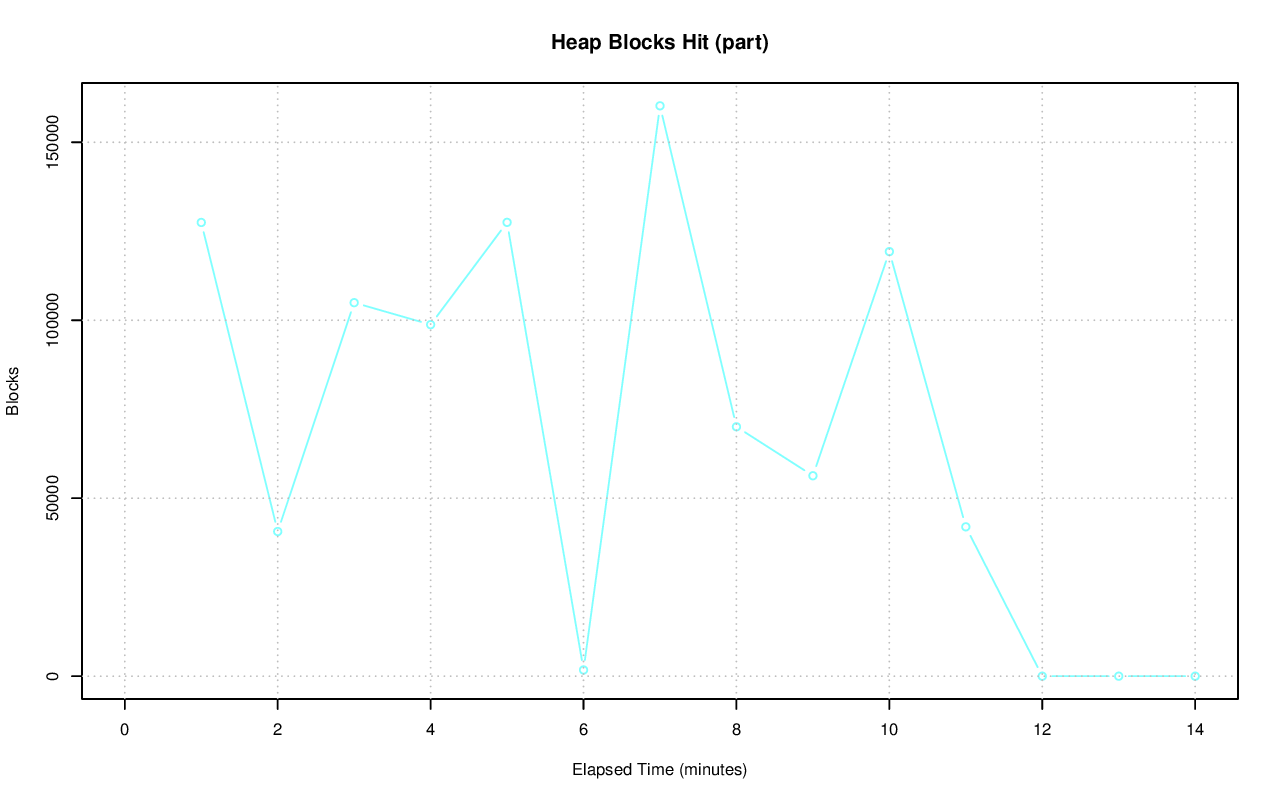 Heap Blocks Hit (part)
Blocks
150000
100000
50000
0
0 2 4 6 8 10 12 14
Elapsed Time (minutes)